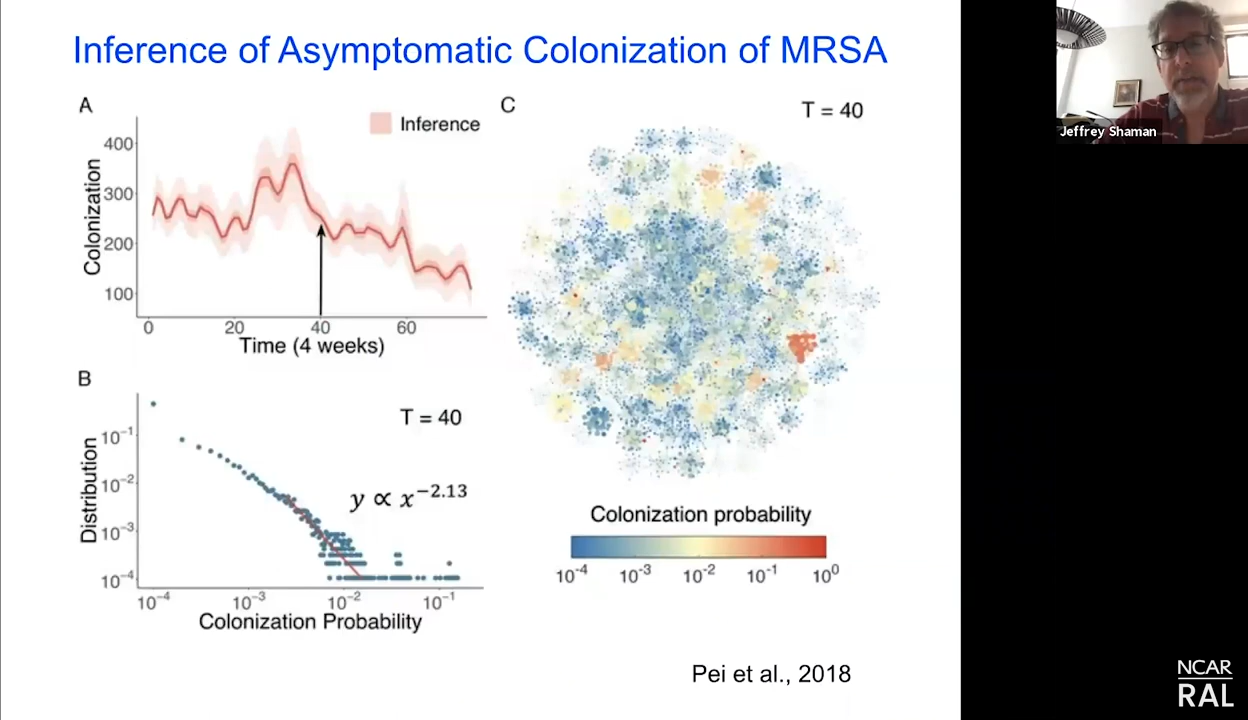 Inference of Asymptomatic Colonization of MRSA
A
Inference
400
300
200
100
Colonization
0 20 40 60
Time (4 weeks)
B
T = 40
y ∝ x^−2.13
10^−1
10^−2
10^−3
10^−4
Distribution
10^−4 10^−3 10^−2 10^−1
Colonization Probability
C
T = 40
Colonization probability
10^−4 10^−3 10^−2 10^−1 10^0
Pei et al., 2018
Jeffrey Shaman
NCAR
RAL